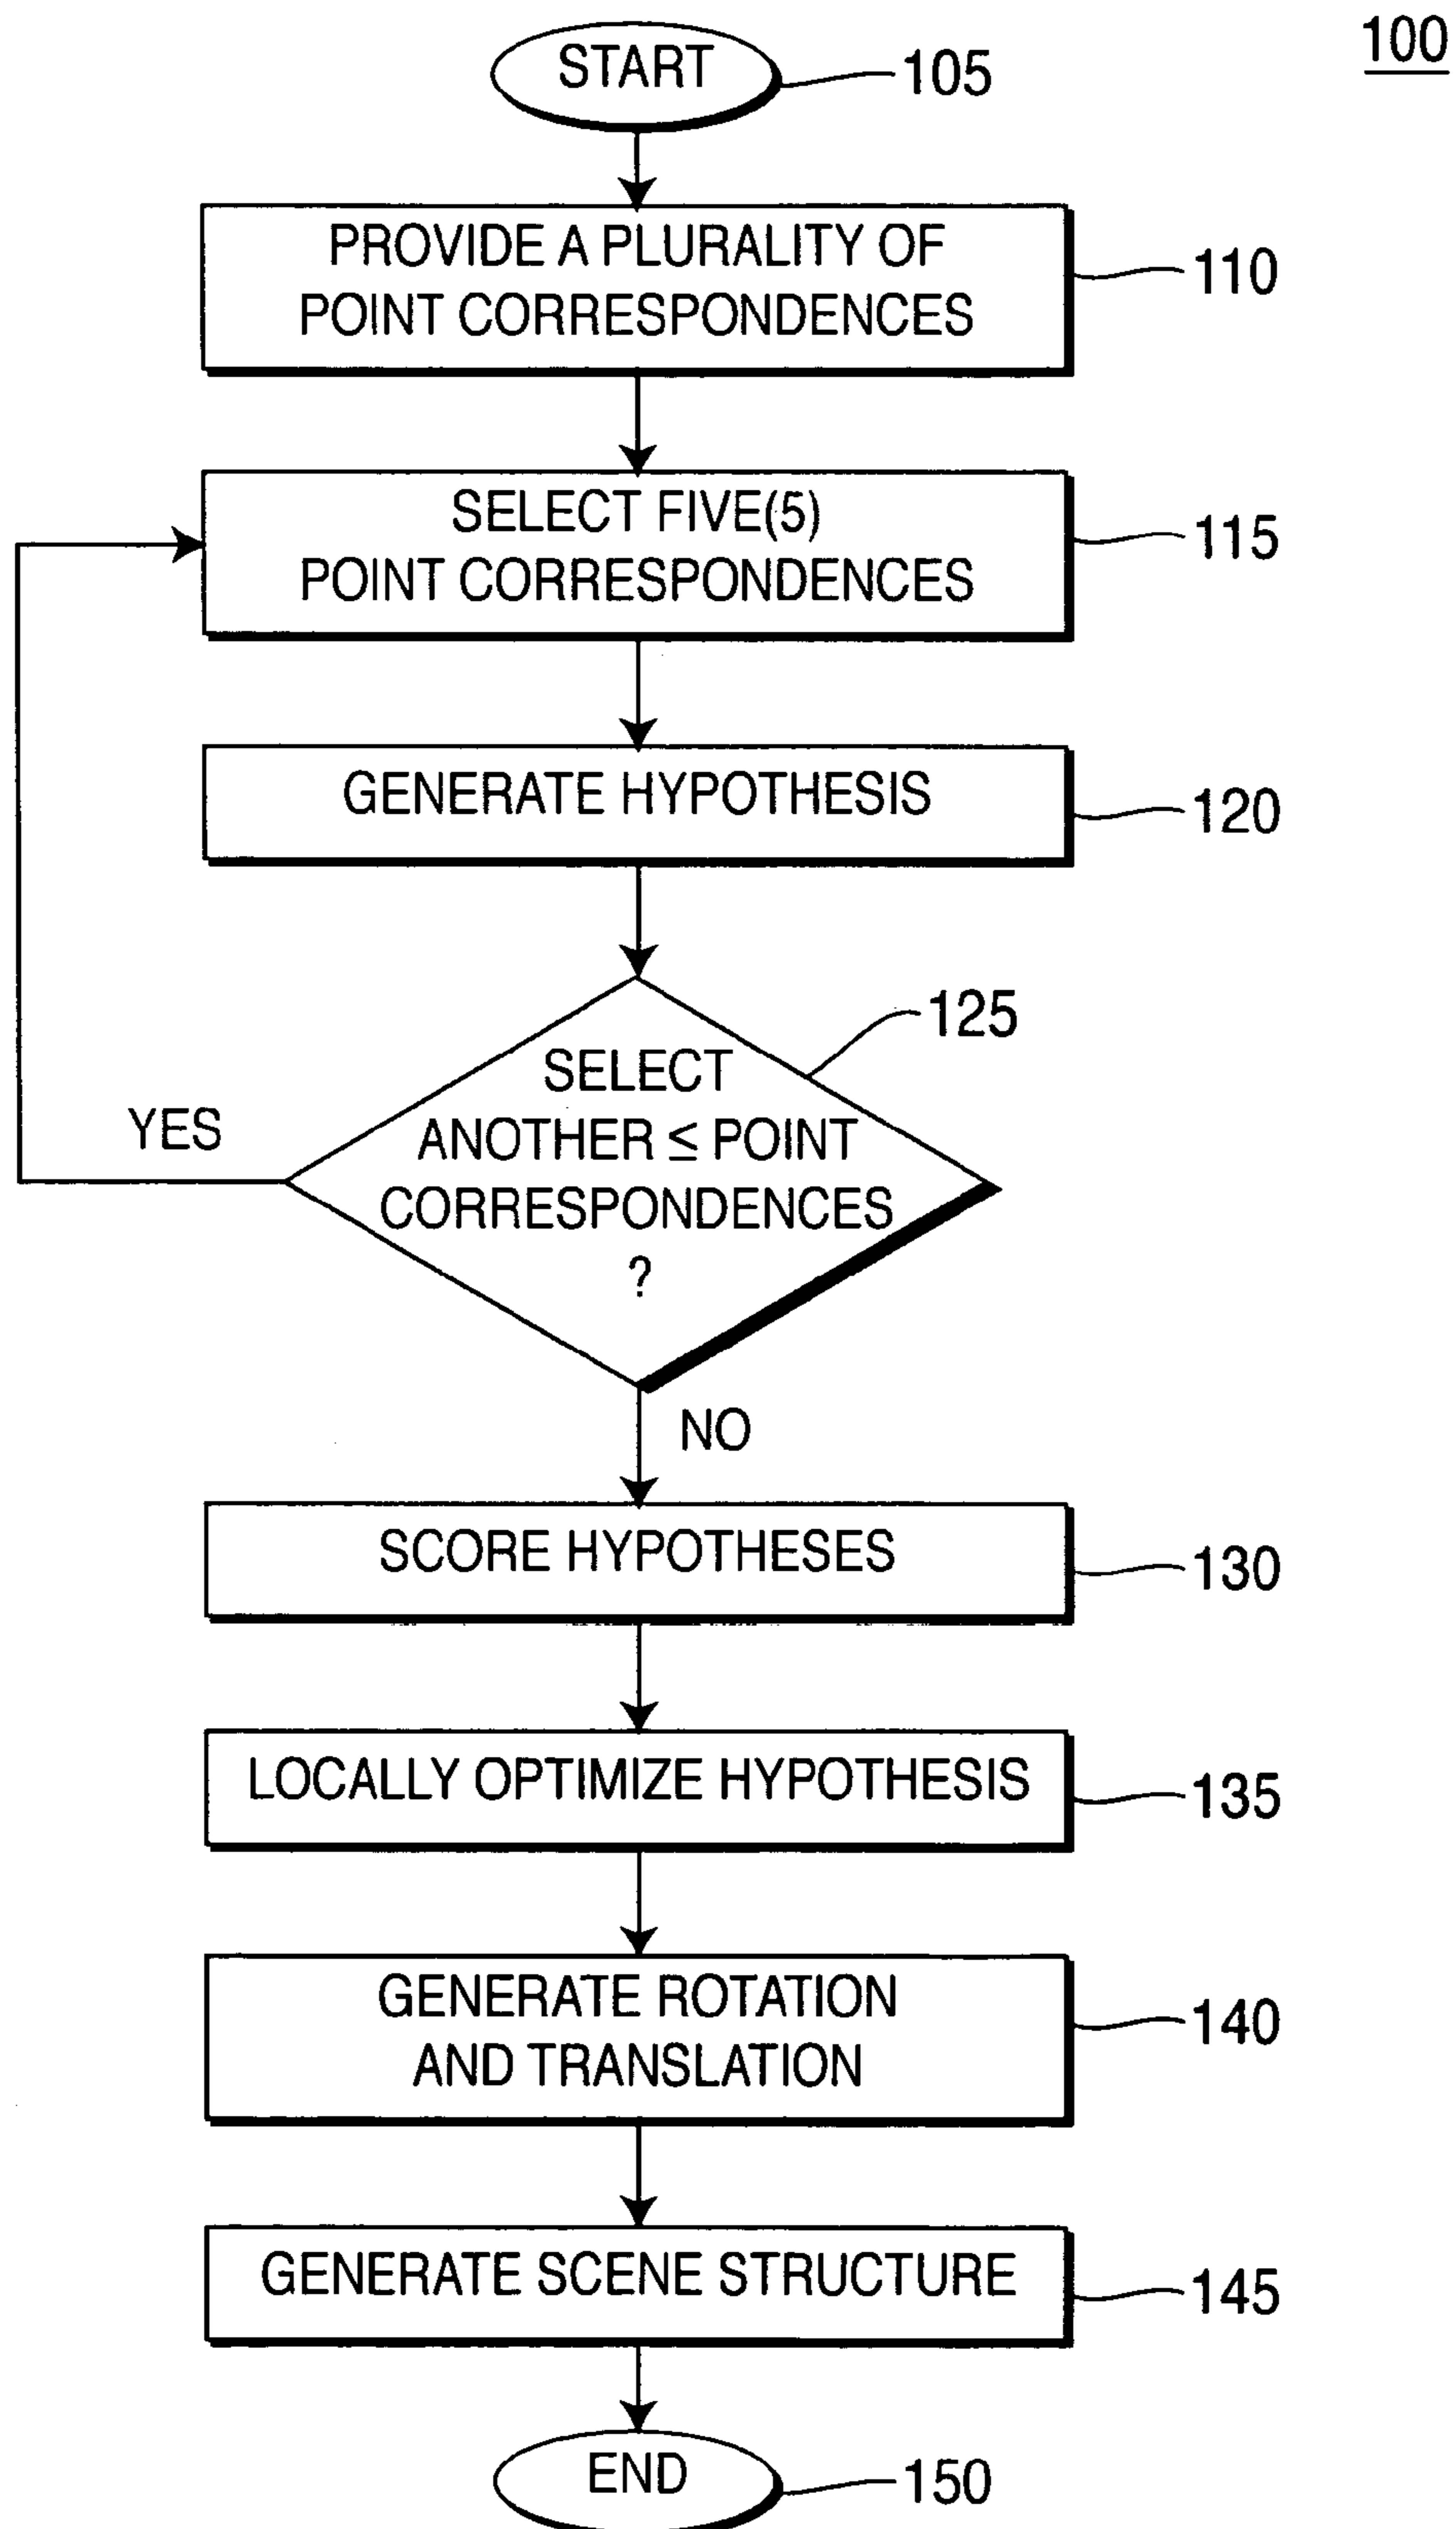 100
START
105
PROVIDE A PLURALITY OF
POINT CORRESPONDENCES
110
SELECT FIVE(5)
POINT CORRESPONDENCES
115
GENERATE HYPOTHESIS
120
125
SELECT
ANOTHER ≤ POINT
CORRESPONDENCES
?
YES
NO
SCORE HYPOTHESES
130
LOCALLY OPTIMIZE HYPOTHESIS
135
GENERATE ROTATION
AND TRANSLATION
140
GENERATE SCENE STRUCTURE
145
END
150